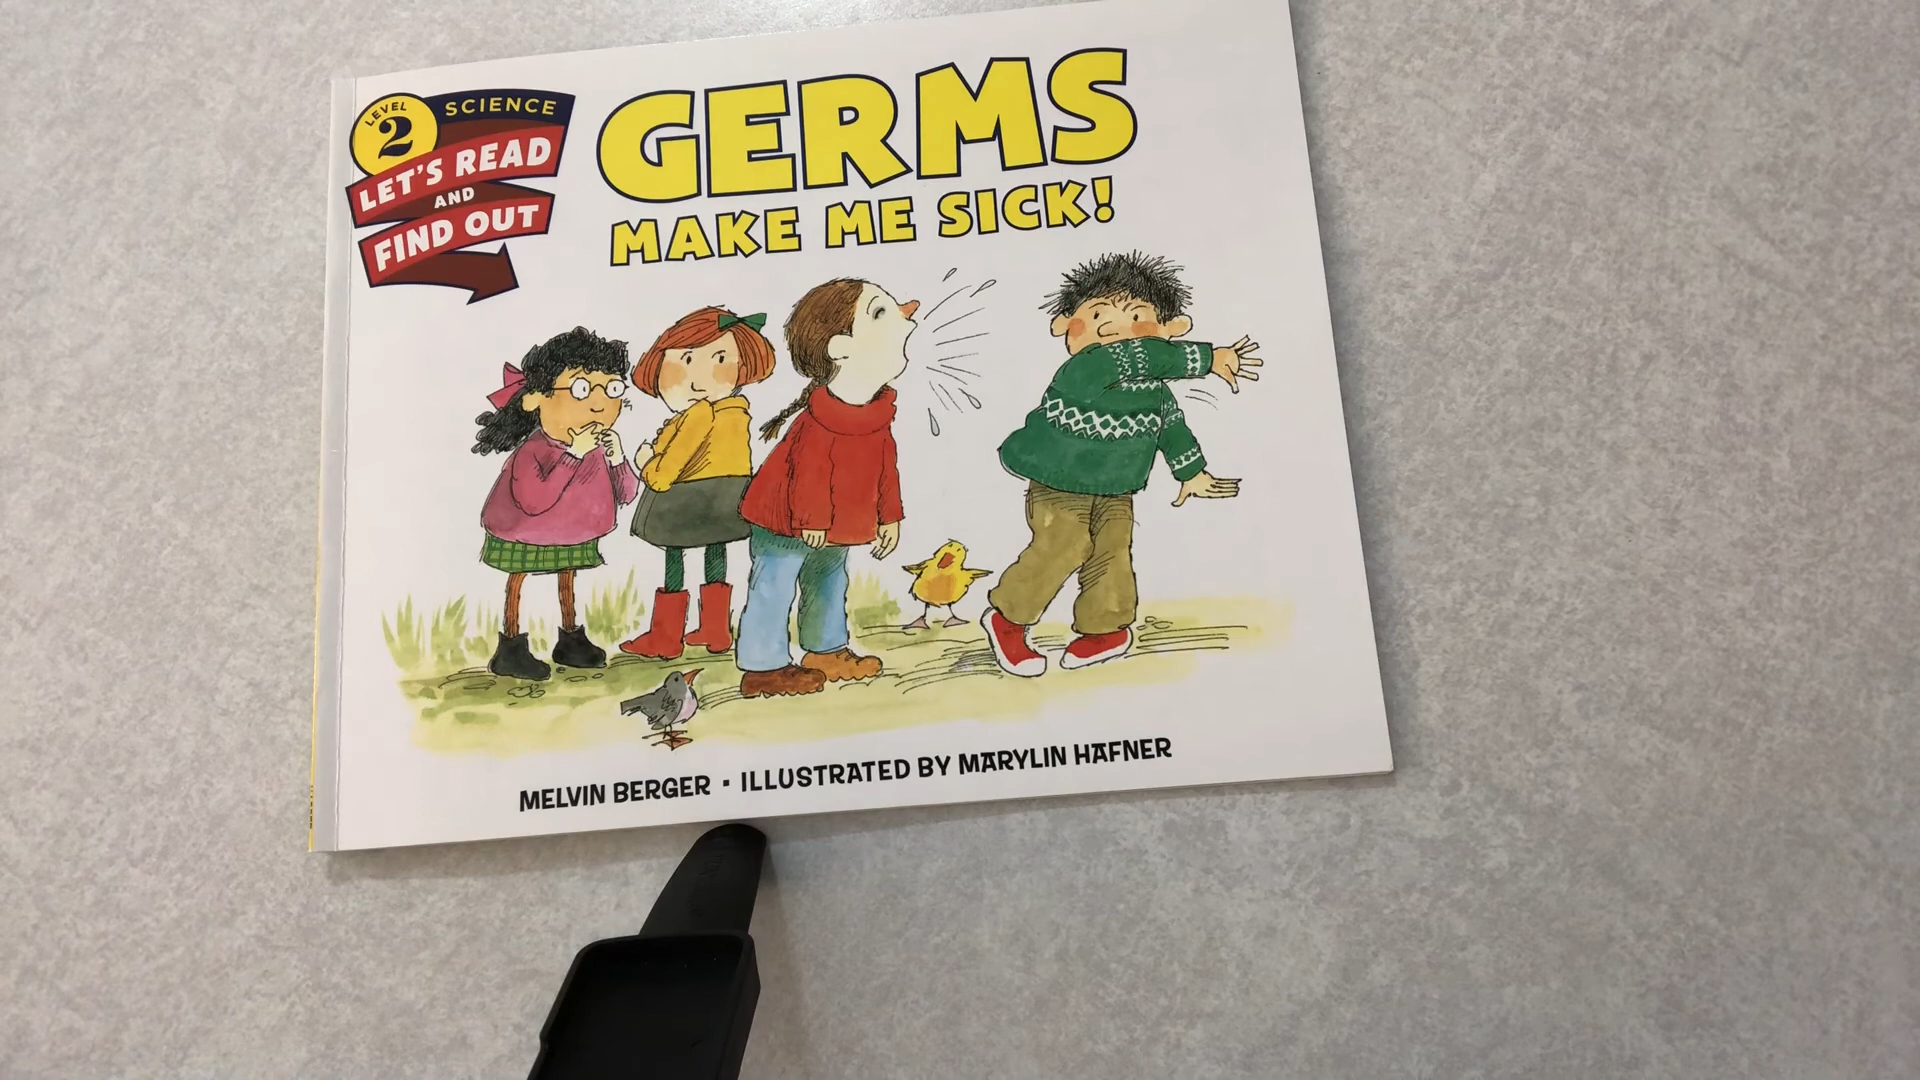 LEVEL
2
SCIENCE
LET'S READ
AND
FIND OUT
GERMS
MAKE ME SICK!
MELVIN BERGER · ILLUSTRATED BY MARYLIN HAFNER